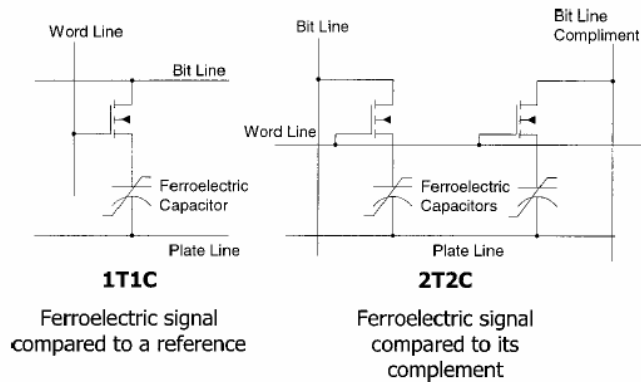 Word Line
Bit Line
Ferroelectric
Capacitor
Plate Line
1T1C
Ferroelectric signal
compared to a reference
Bit Line
Bit Line
Compliment
Word Line
Ferroelectric
Capacitors
Plate Line
2T2C
Ferroelectric signal
compared to its
complement